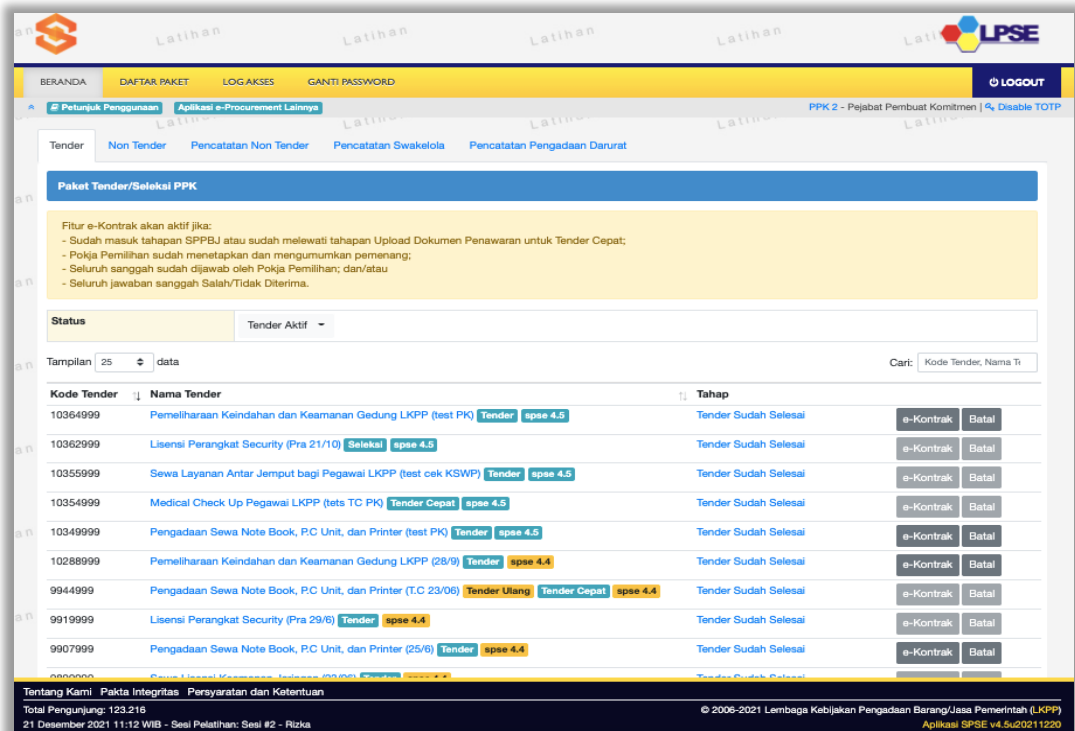 Latihan Latihan Latihan Latihan
LPSE
BERANDA DAFTAR PAKET LOG AKSES GANTI PASSWORD LOGOUT
Petunjuk Penggunaan Aplikasi e-Procurement Lainnya PPK 2 - Pejabat Pembuat Komitmen | Disable TOTP
Tender Non Tender Pencatatan Non Tender Pencatatan Swakelola Pencatatan Pengadaan Darurat
Paket Tender/Seleksi PPK
Fitur e-Kontrak akan aktif jika:
- Sudah masuk tahapan SPPBJ atau sudah melewati tahapan Upload Dokumen Penawaran untuk Tender Cepat;
- Pokja Pemilihan sudah menetapkan dan mengumumkan pemenang;
- Seluruh sanggah sudah dijawab oleh Pokja Pemilihan; dan/atau
- Seluruh jawaban sanggah Salah/Tidak Diterima.
Status Tender Aktif
Tampilan 25 data Cari: Kode Tender, Nama Te
Kode Tender Nama Tender Tahap
10364999 Pemeliharaan Keindahan dan Keamanan Gedung LKPP (test PK) Tender spse 4.5 Tender Sudah Selesai e-Kontrak Batal
10362999 Lisensi Perangkat Security (Pra 21/10) Seleksi spse 4.5 Tender Sudah Selesai e-Kontrak Batal
10355999 Sewa Layanan Antar Jemput bagi Pegawai LKPP (test cek KSWP) Tender spse 4.5 Tender Sudah Selesai e-Kontrak Batal
10354999 Medical Check Up Pegawai LKPP (tets TC PK) Tender Cepat spse 4.5 Tender Sudah Selesai e-Kontrak Batal
10349999 Pengadaan Sewa Note Book, P.C Unit, dan Printer (test PK) Tender spse 4.5 Tender Sudah Selesai e-Kontrak Batal
10288999 Pemeliharaan Keindahan dan Keamanan Gedung LKPP (28/9) Tender spse 4.4 Tender Sudah Selesai e-Kontrak Batal
9944999 Pengadaan Sewa Note Book, P.C Unit, dan Printer (T.C 23/06) Tender Ulang Tender Cepat spse 4.4 Tender Sudah Selesai e-Kontrak Batal
9919999 Lisensi Perangkat Security (Pra 29/6) Tender spse 4.4 Tender Sudah Selesai e-Kontrak Batal
9907999 Pengadaan Sewa Note Book, P.C Unit, dan Printer (25/6) Tender spse 4.4 Tender Sudah Selesai e-Kontrak Batal
Tentang Kami Pakta Integritas Persyaratan dan Ketentuan
Total Pengunjung: 123.216 © 2006-2021 Lembaga Kebijakan Pengadaan Barang/Jasa Pemerintah (LKPP)
21 Desember 2021 11:12 WIB - Sesi Pelatihan: Sesi #2 - Rizka Aplikasi SPSE v4.5u20211220